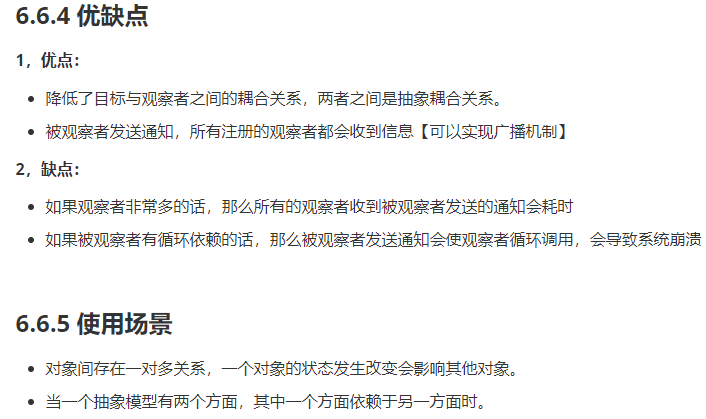 6.6.4 优缺点
1，优点：
降低了目标与观察者之间的耦合关系，两者之间是抽象耦合关系。
被观察者发送通知，所有注册的观察者都会收到信息【可以实现广播机制】
2，缺点：
如果观察者非常多的话，那么所有的观察者收到被观察者发送的通知会耗时
如果被观察者有循环依赖的话，那么被观察者发送通知会使观察者循环调用，会导致系统崩溃
6.6.5 使用场景
对象间存在一对多关系，一个对象的状态发生改变会影响其他对象。
当一个抽象模型有两个方面，其中一个方面依赖于另一方面时。